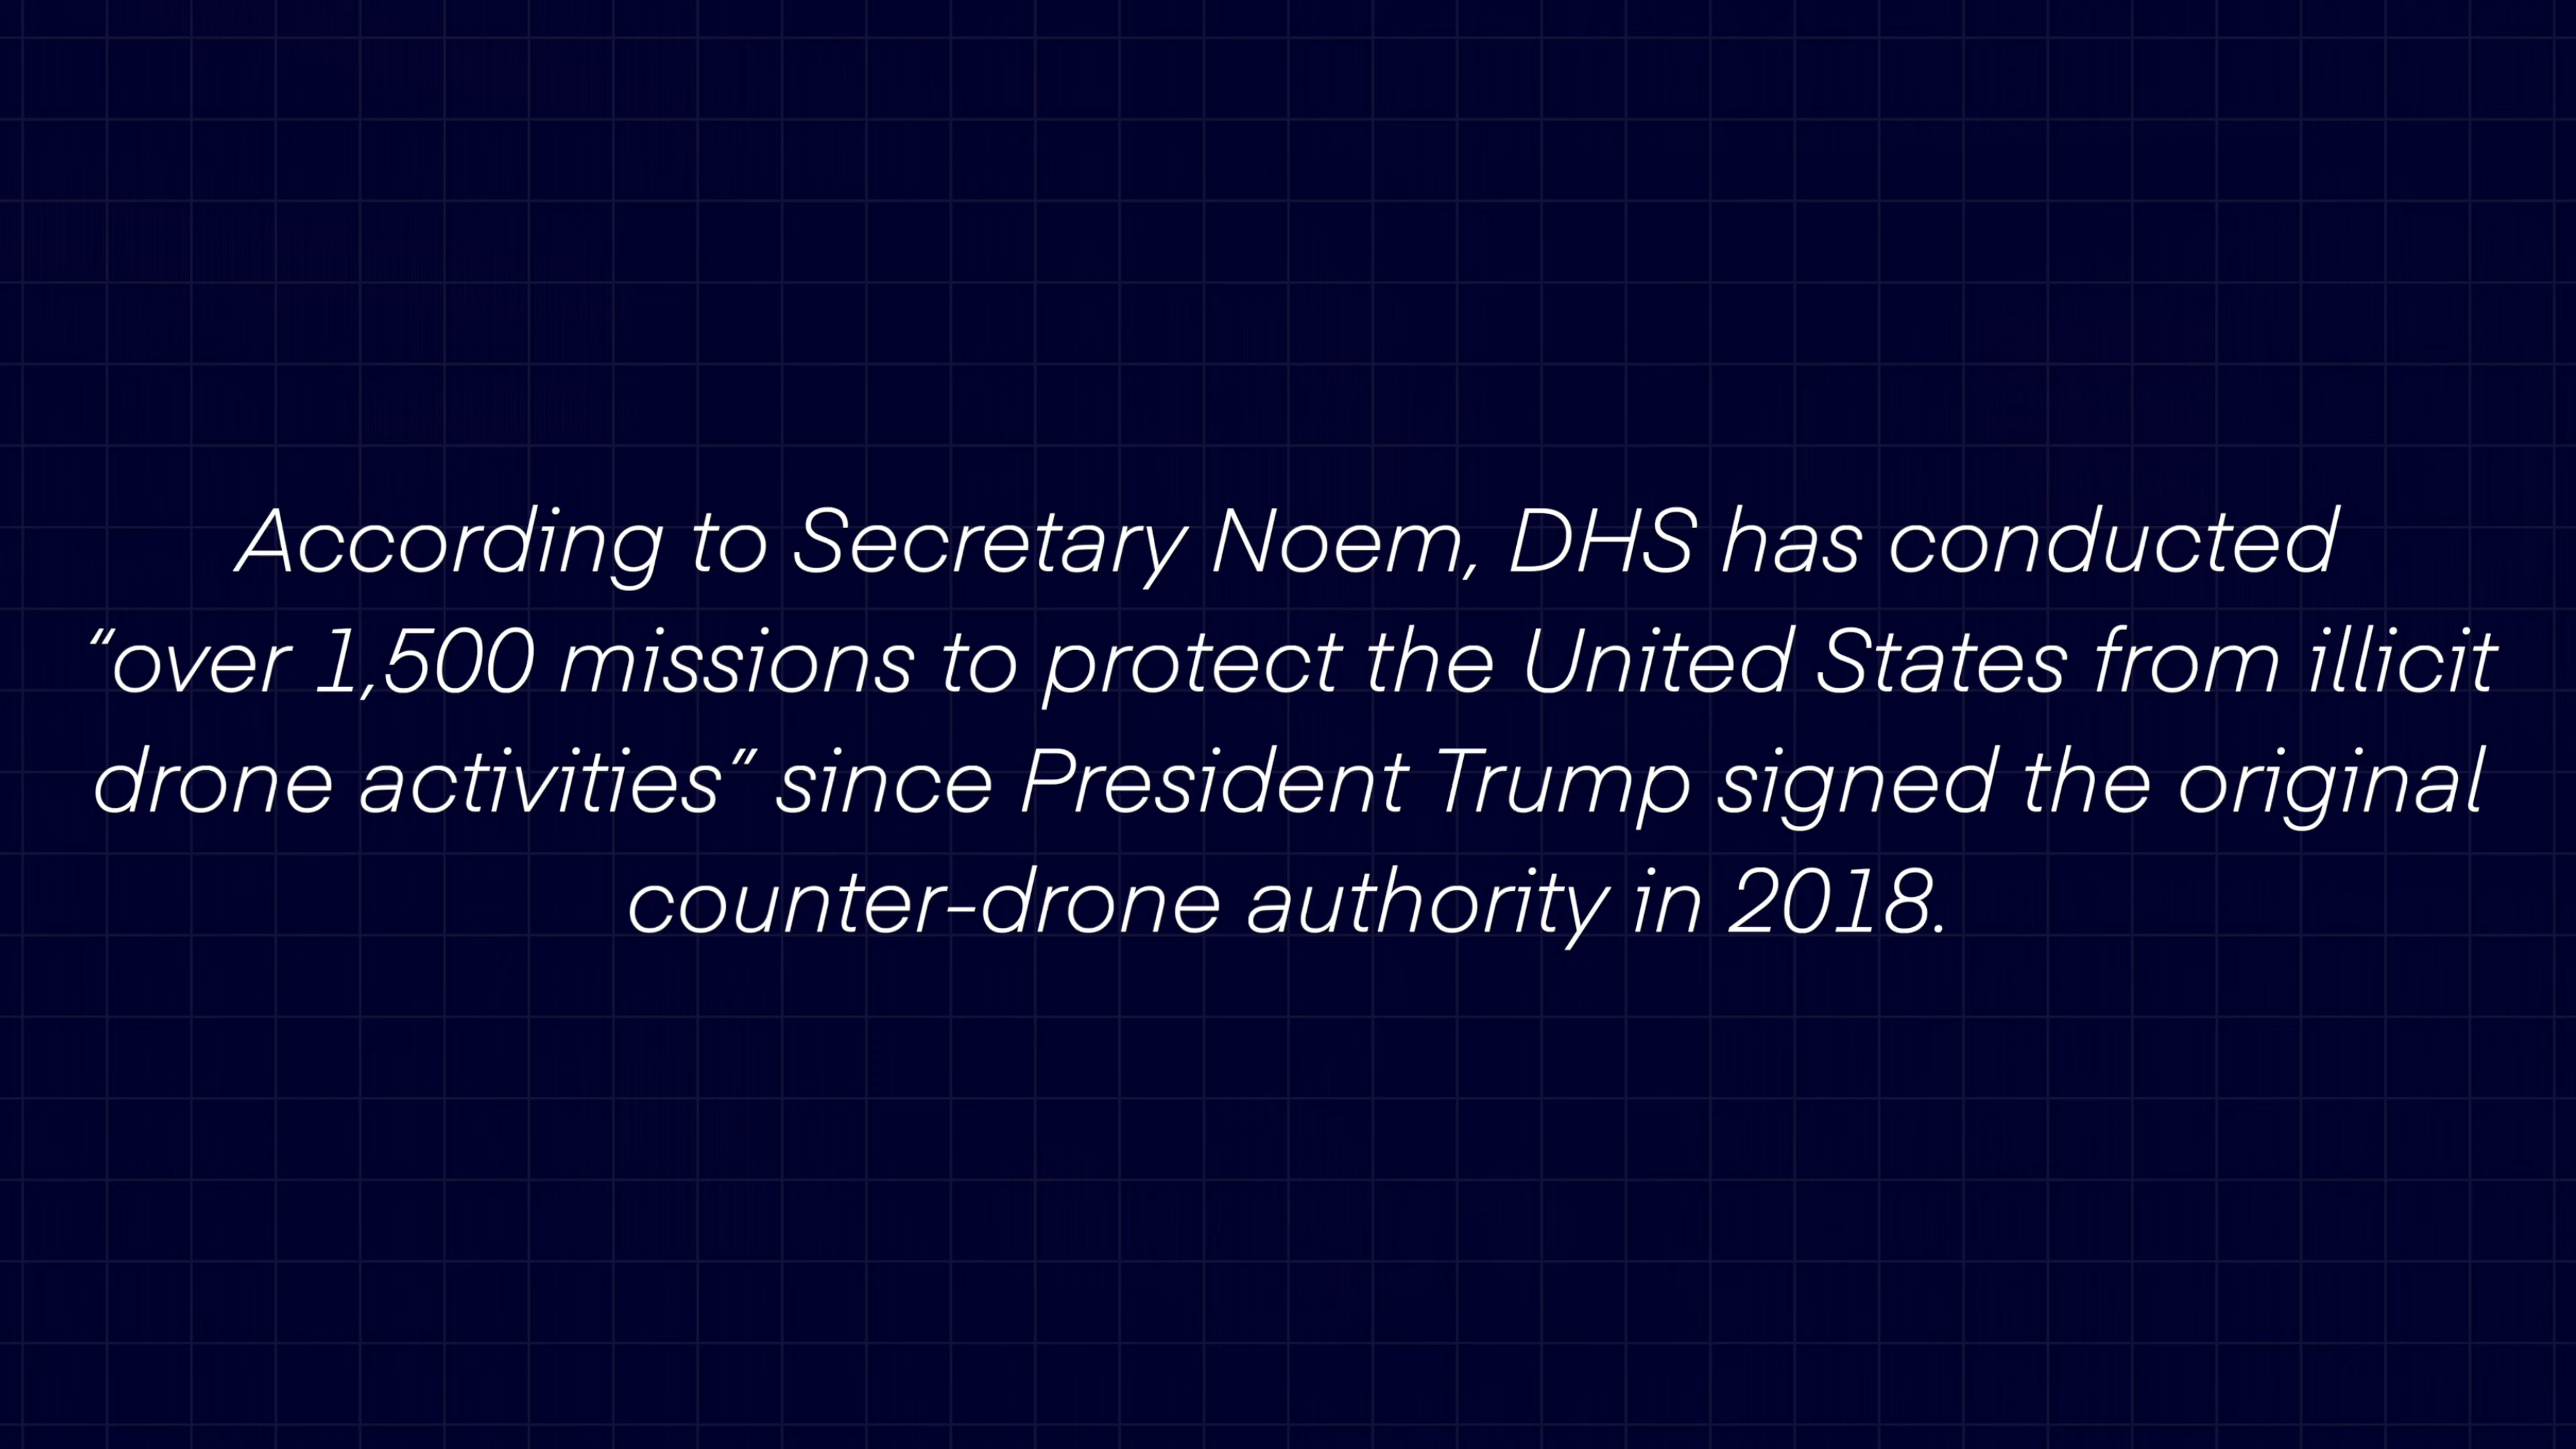 According to Secretary Noem, DHS has conducted
“over 1,500 missions to protect the United States from illicit
drone activities” since President Trump signed the original
counter-drone authority in 2018.